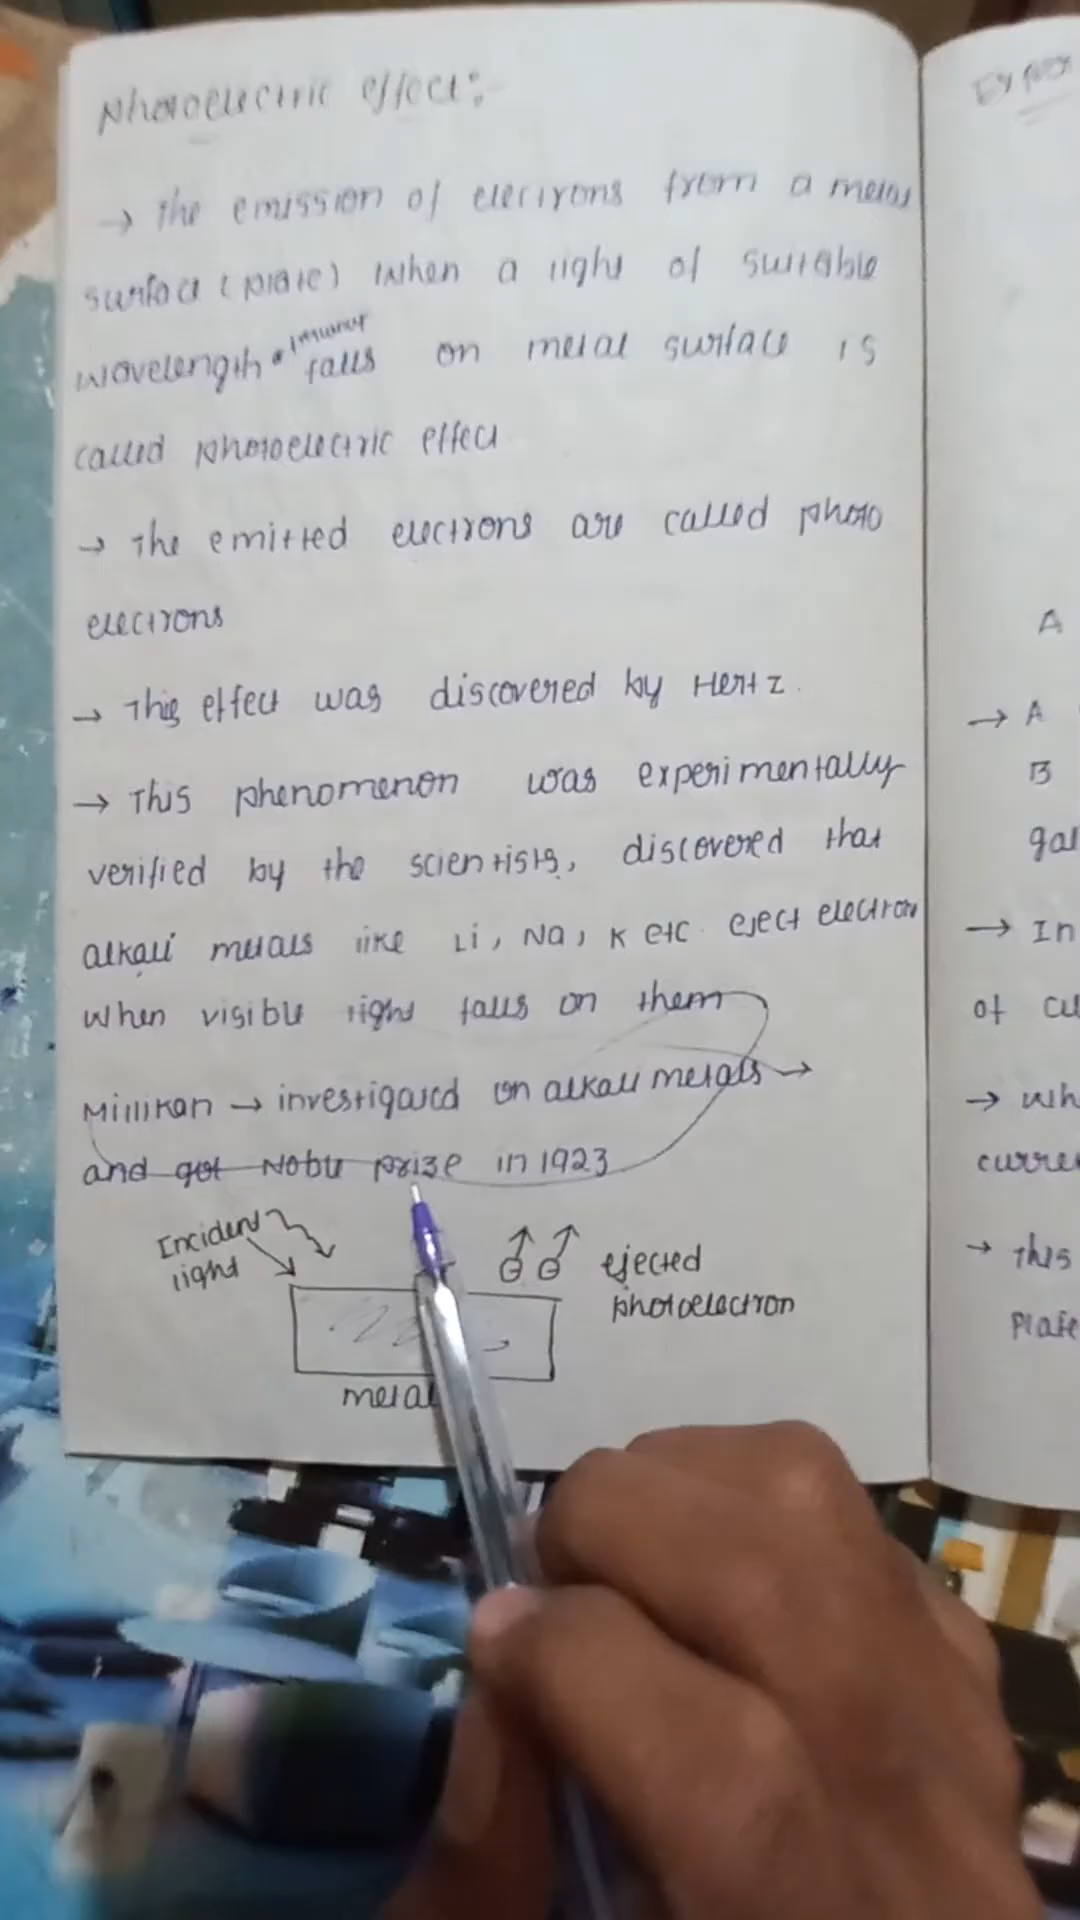 photoelectric effect:-
→ The emission of electrons from a metal
surface (plate) when a light of suitable
wavelength falls on metal surface is
called photoelectric effect
→ The emitted electrons are called photo
electrons
→ This effect was discovered by Hertz.
→ This phenomenon was experimentally
verified by the scientists, discovered that
alkali metals like Li, Na, K etc. eject electron
when visible light falls on them
Millikan → investigated on alkali metals →
and got Noble prize in 1923
Incident
light
ejected
photoelectron
metal
A
→ A
B
→ In
of
→
→ This
Plate